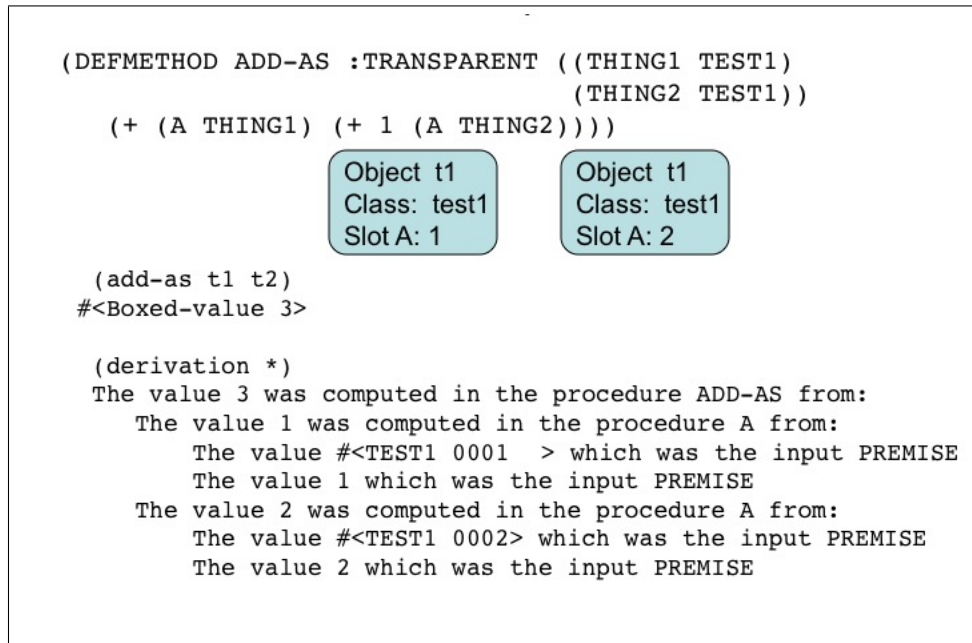 (DEFMETHOD ADD-AS :TRANSPARENT ((THING1 TEST1)
(THING2 TEST1))
(+ (A THING1) (+ 1 (A THING2))))
Object t1
Class: test1
Slot A: 1
Object t1
Class: test1
Slot A: 2
(add-as t1 t2)
#<Boxed-value 3>
(derivation *)
The value 3 was computed in the procedure ADD-AS from:
The value 1 was computed in the procedure A from:
The value #<TEST1 0001 > which was the input PREMISE
The value 1 which was the input PREMISE
The value 2 was computed in the procedure A from:
The value #<TEST1 0002> which was the input PREMISE
The value 2 which was the input PREMISE